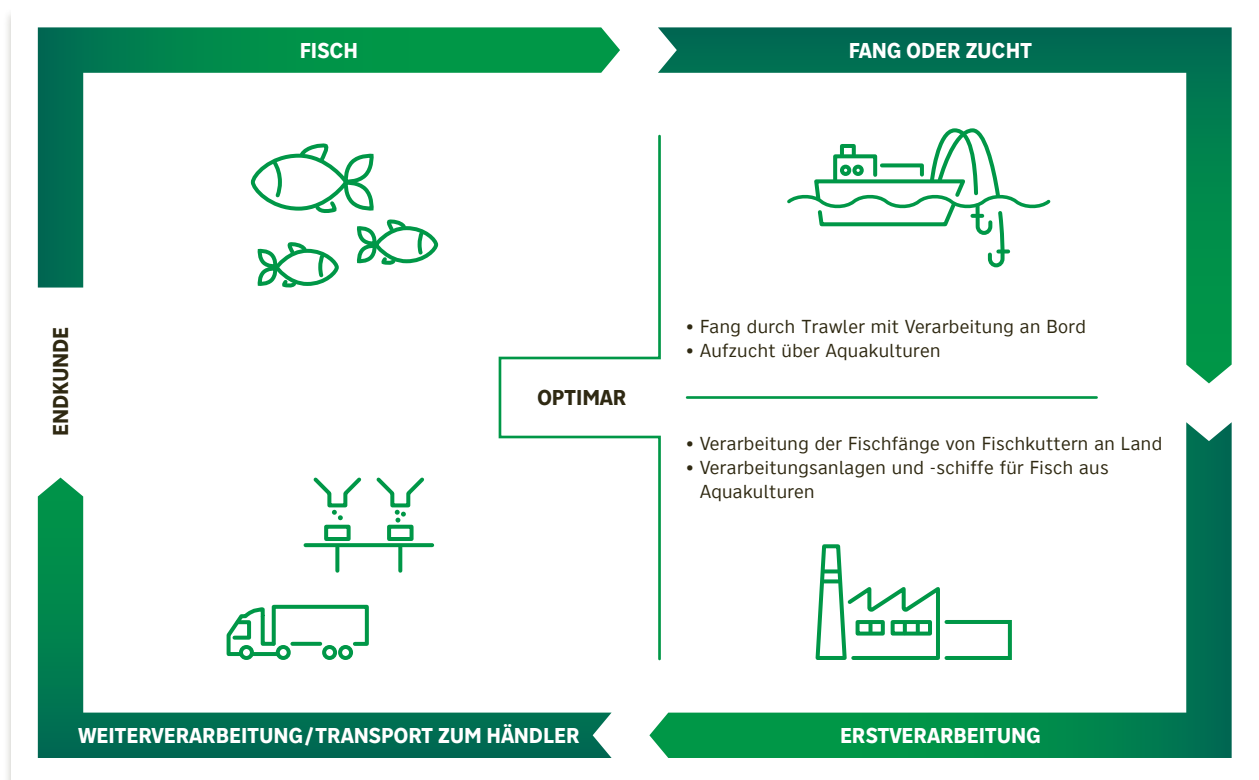 FISCH
FANG ODER ZUCHT
• Fang durch Trawler mit Verarbeitung an Bord
• Aufzucht über Aquakulturen
ENDKUNDE
OPTIMAR
• Verarbeitung der Fischfänge von Fischkuttern an Land
• Verarbeitungsanlagen und -schiffe für Fisch aus
Aquakulturen
WEITERVERARBEITUNG/TRANSPORT ZUM HÄNDLER
ERSTVERARBEITUNG